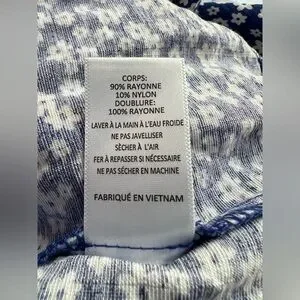 CORPS:
90% RAYONNE
10% NYLON
DOUBLURE:
100% RAYONNE
LAVER À LA MAIN À L'EAU FROIDE
NE PAS JAVELLISER
SÉCHER À L'AIR
FER À REPASSER SI NÉCESSAIRE
NE PAS SÉCHER EN MACHINE
FABRIQUÉ EN VIETNAM